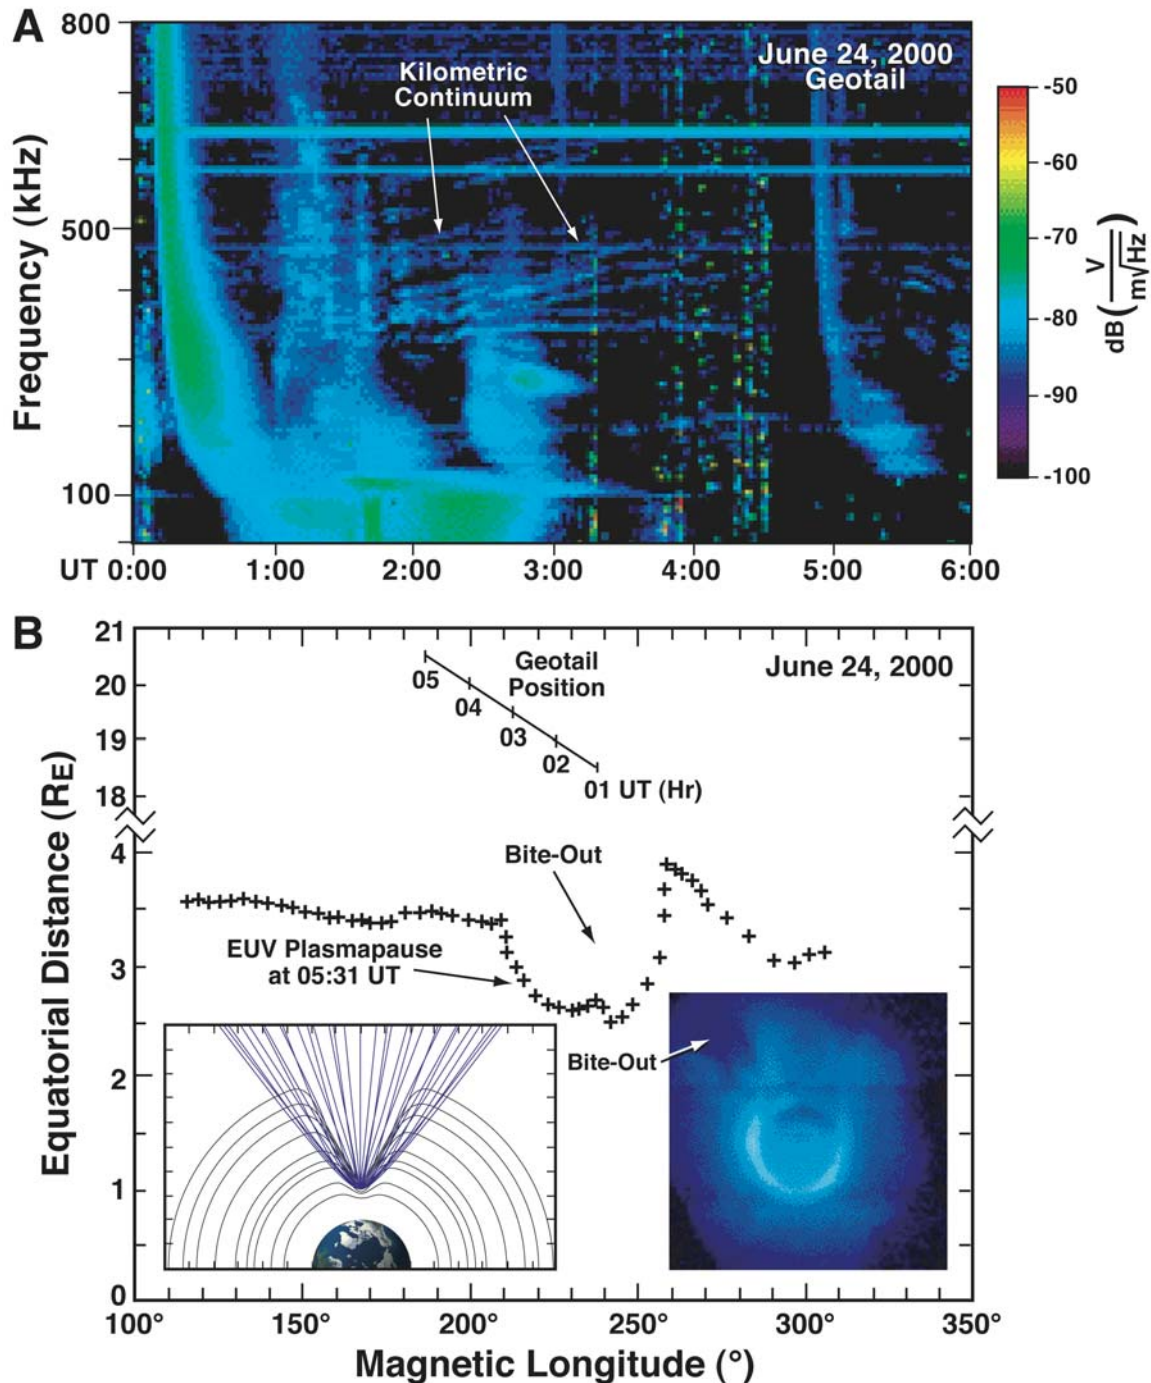 A
800
500
100
Frequency (kHz)
Kilometric
Continuum
June 24, 2000
Geotail
-50
-60
-70
-80
-90
-100
dB( V / m√Hz )
UT 0:00 1:00 2:00 3:00 4:00 5:00 6:00
B
21
20
19
18
4
3
2
1
0
Equatorial Distance (RE)
Geotail
Position
June 24, 2000
05
04
03
02
01 UT (Hr)
Bite-Out
EUV Plasmapause
at 05:31 UT
Bite-Out
100° 150° 200° 250° 300° 350°
Magnetic Longitude (°)